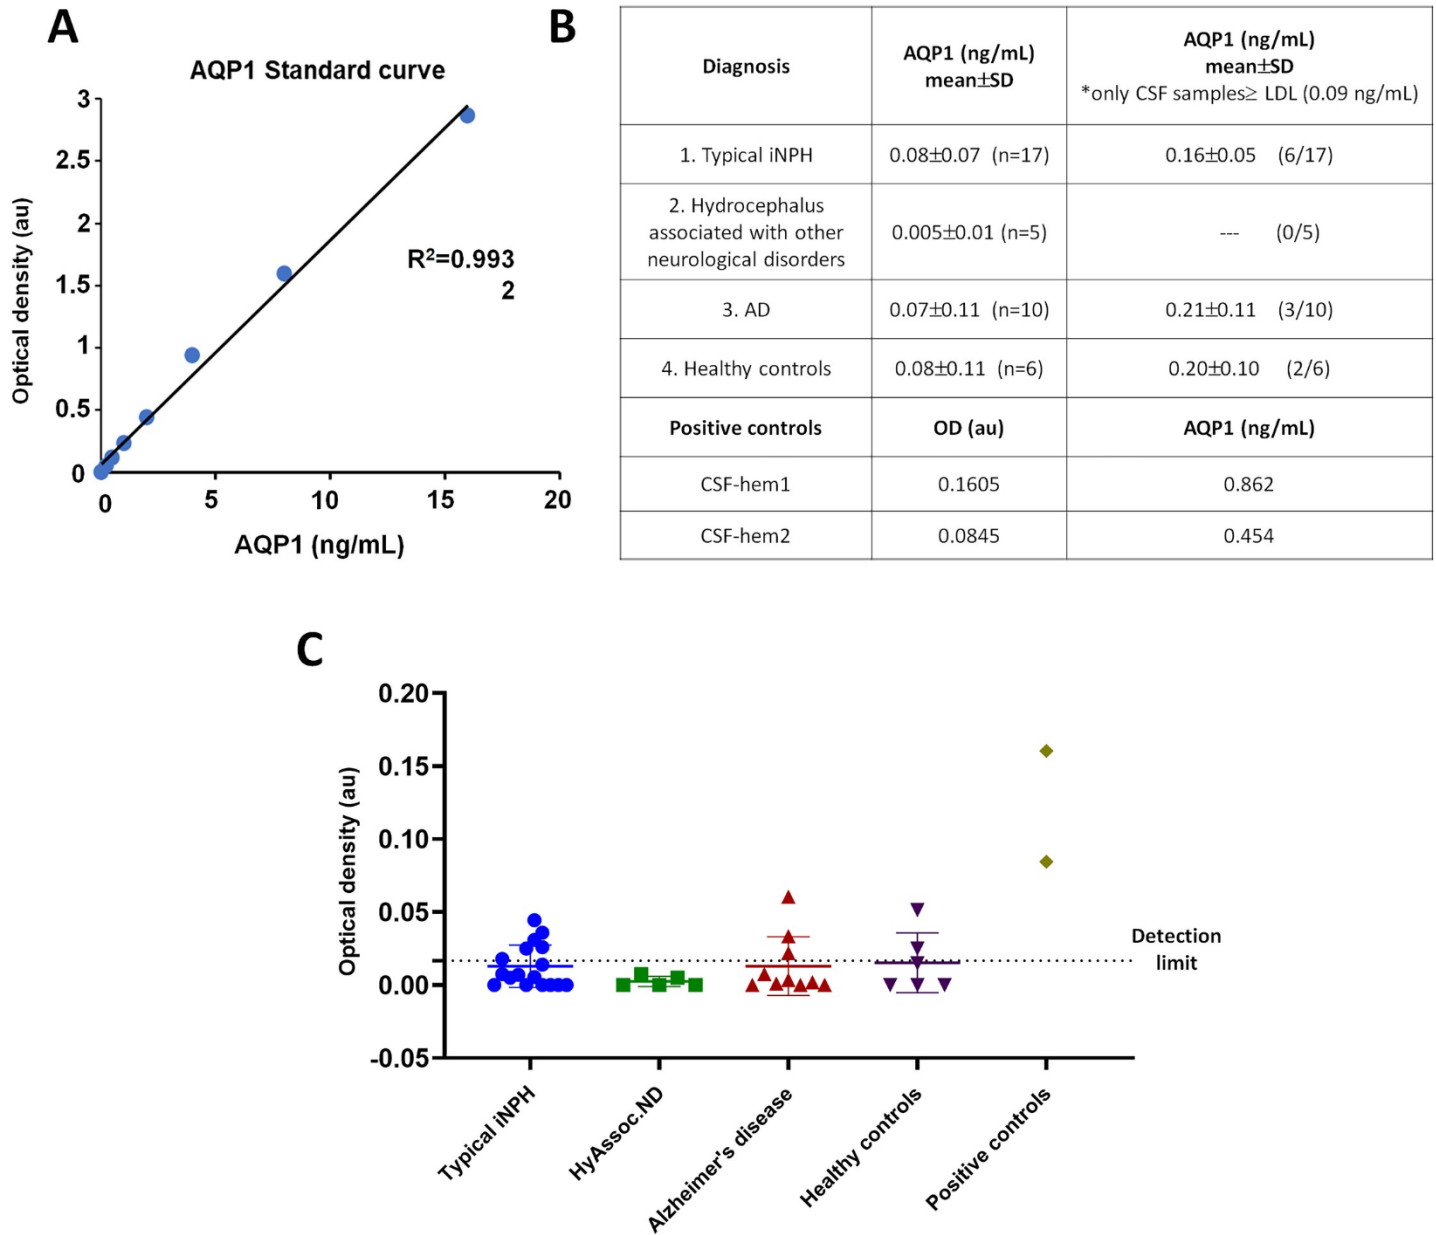 A
AQP1 Standard curve
3
2.5
2
1.5
1
0.5
0
Optical density (au)
R²=0.993
2
0
5
10
15
20
AQP1 (ng/mL)
B
Diagnosis
AQP1 (ng/mL)
mean±SD
AQP1 (ng/mL)
mean±SD
*only CSF samples≥ LDL (0.09 ng/mL)
1. Typical iNPH
0.08±0.07 (n=17)
0.16±0.05 (6/17)
2. Hydrocephalus
associated with other
neurological disorders
0.005±0.01 (n=5)
--- (0/5)
3. AD
0.07±0.11 (n=10)
0.21±0.11 (3/10)
4. Healthy controls
0.08±0.11 (n=6)
0.20±0.10 (2/6)
Positive controls
OD (au)
AQP1 (ng/mL)
CSF-hem1
0.1605
0.862
CSF-hem2
0.0845
0.454
C
0.20
0.15
0.10
0.05
0.00
-0.05
Optical density (au)
Detection
limit
Typical iNPH
HyAssoc.ND
Alzheimer's disease
Healthy controls
Positive controls